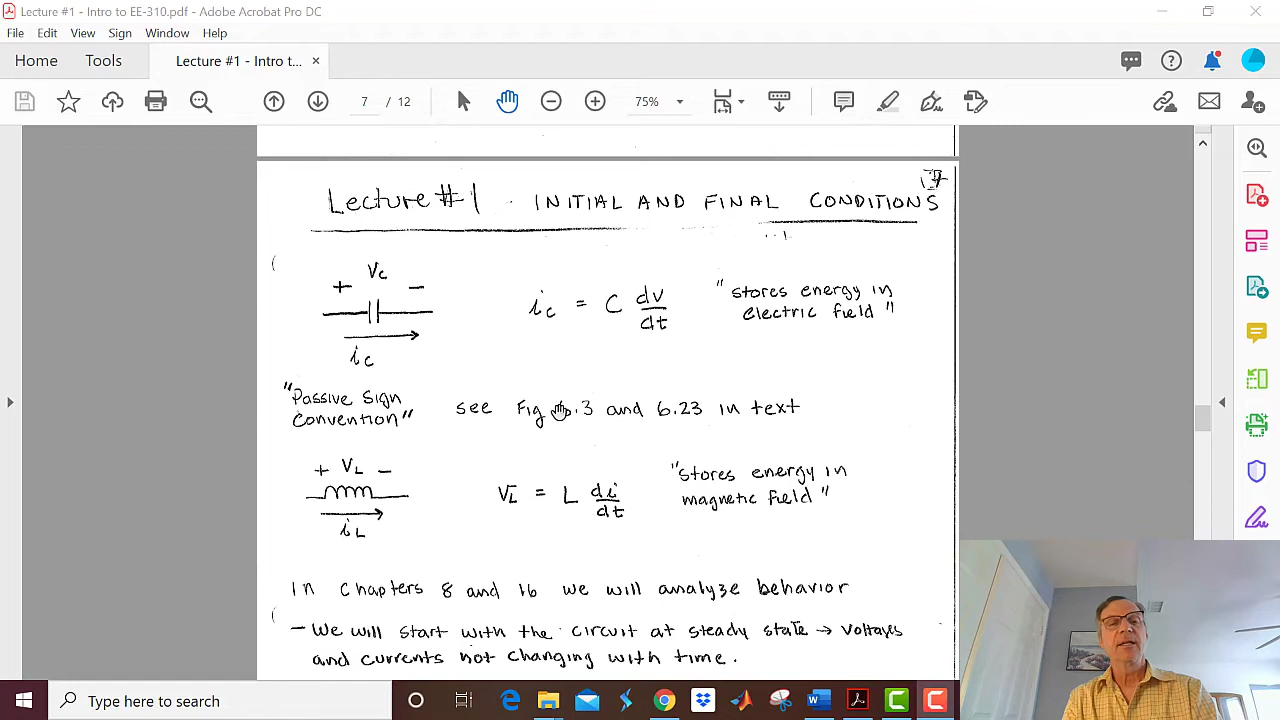 Lecture #1 - Intro to EE-310.pdf - Adobe Acrobat Pro DC
File Edit View Sign Window Help
Home Tools Lecture #1 - Intro t... ×
7 / 12 75%
Lecture #1 INITIAL AND FINAL CONDITIONS
+ Vc -
ic = C dv/dt
"stores energy in
electric field"
ic
"Passive Sign
Convention"
see Fig .3 and 6.23 in text
+ VL -
VL = L di/dt
"stores energy in
magnetic field"
iL
In Chapters 8 and 16 we will analyze behavior
- We will start with the circuit at steady state → voltages
and currents not changing with time.
Type here to search